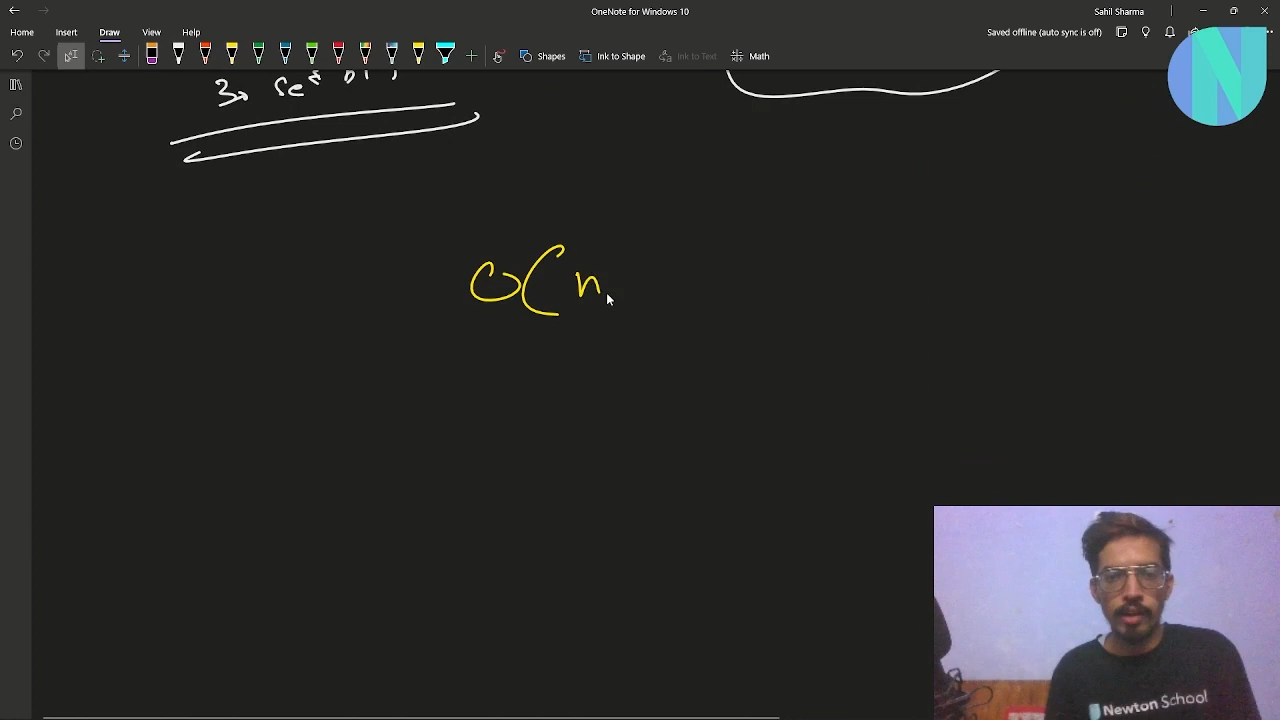 OneNote for Windows 10
Sahil Sharma
Home Insert Draw View Help
Saved offline (auto sync is off)
Shapes Ink to Shape Ink to Text Math
3.
O( n
Newton School